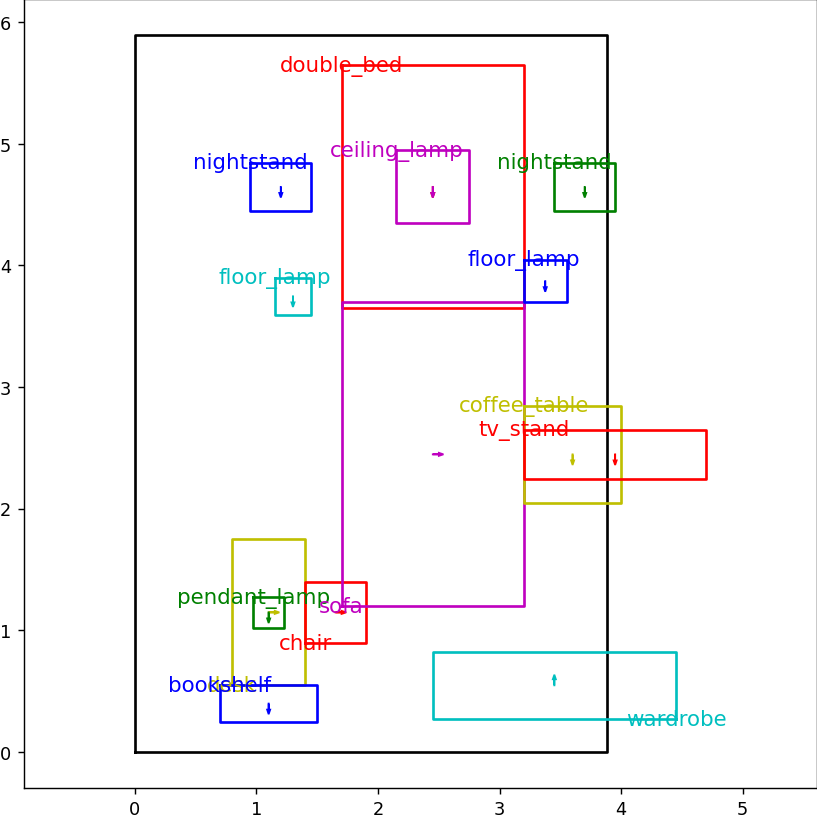 6
double_bed
5
nightstand
ceiling_lamp
nightstand
4
floor_lamp
floor_lamp
3
coffee_table
tv_stand
2
pendant_lamp
sofa
1
chair
bookshelf
desk
wardrobe
0
0 1 2 3 4 5